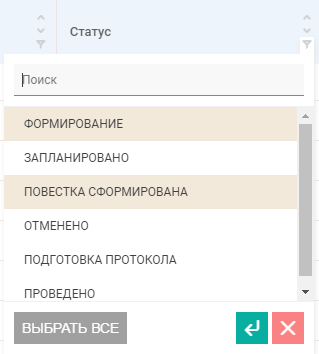 Статус
Поиск
ФОРМИРОВАНИЕ
ЗАПЛАНИРОВАНО
ПОВЕСТКА СФОРМИРОВАНА
ОТМЕНЕНО
ПОДГОТОВКА ПРОТОКОЛА
ПРОВЕДЕНО
ВЫБРАТЬ ВСЕ